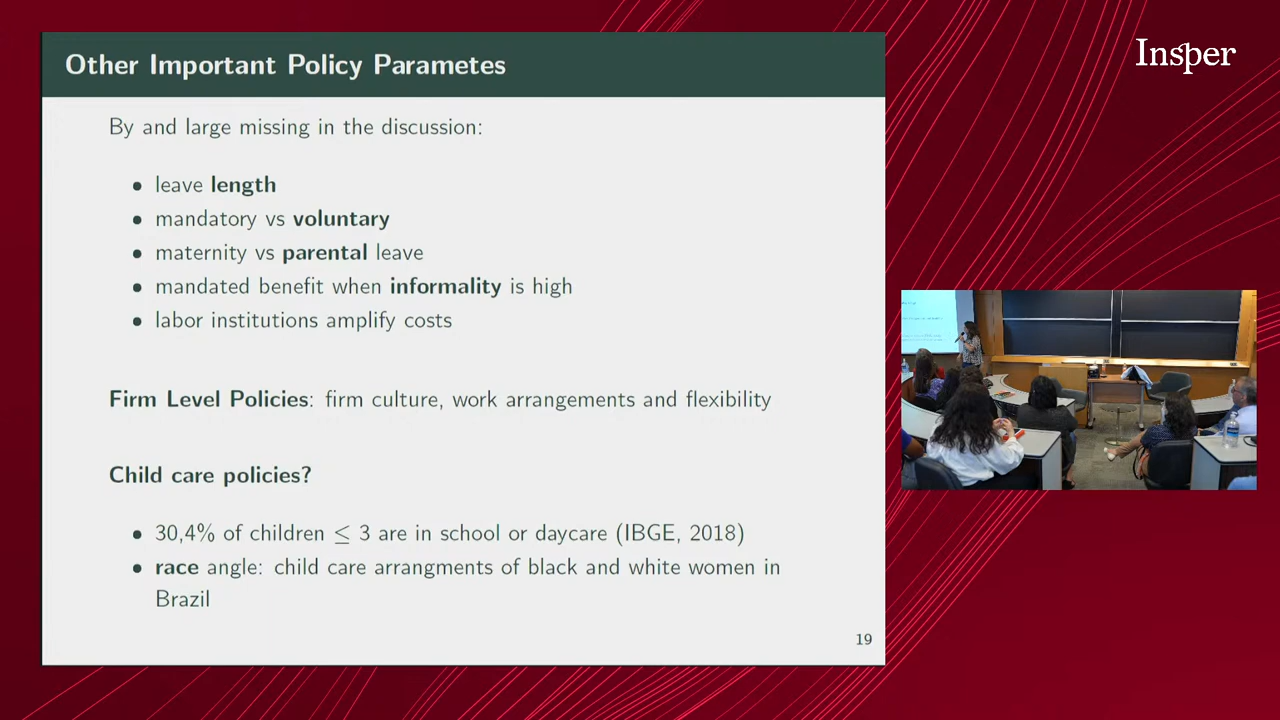 Other Important Policy Parametes
Insper
By and large missing in the discussion:
• leave length
• mandatory vs voluntary
• maternity vs parental leave
• mandated benefit when informality is high
• labor institutions amplify costs
Firm Level Policies: firm culture, work arrangements and flexibility
Child care policies?
• 30,4% of children ≤ 3 are in school or daycare (IBGE, 2018)
• race angle: child care arrangments of black and white women in
Brazil
19